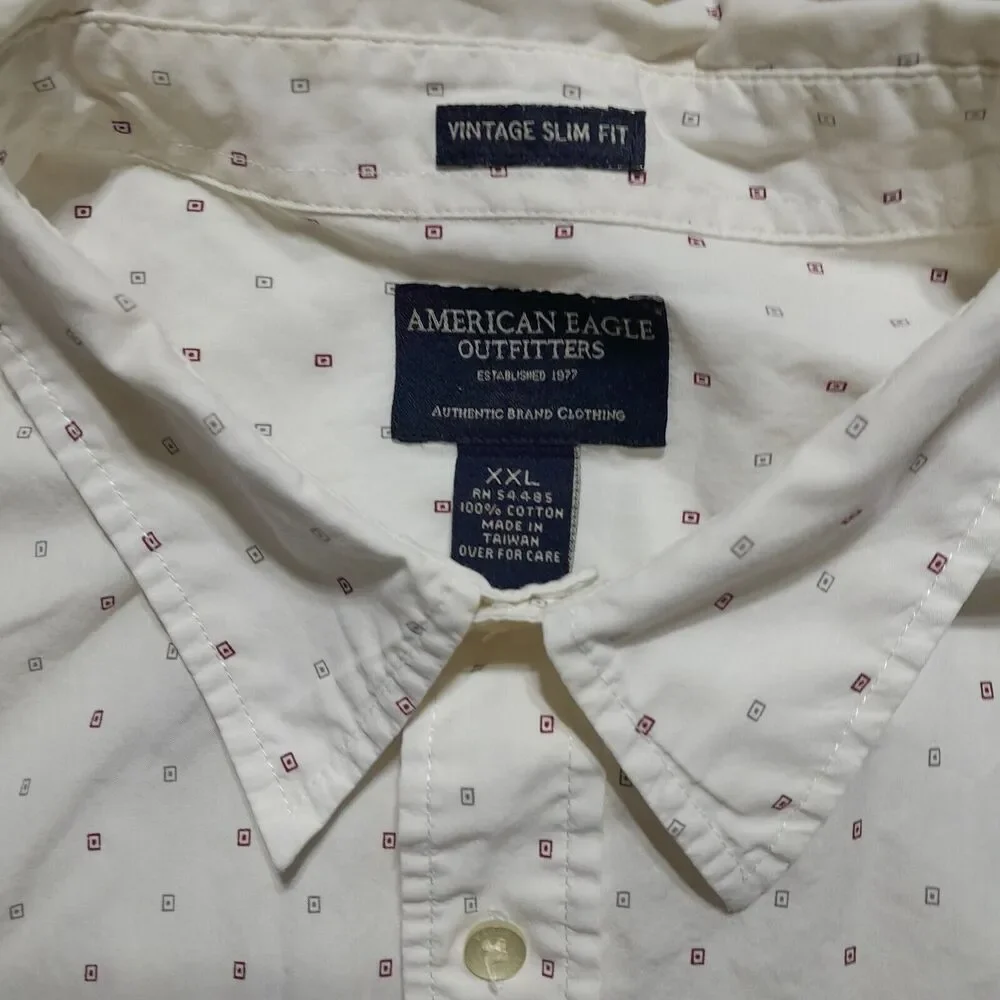 VINTAGE SLIM FIT
AMERICAN EAGLE
OUTFITTERS
ESTABLISHED 1977
AUTHENTIC BRAND CLOTHING
XXL
RN 54485
100% COTTON
MADE IN
TAIWAN
OVER FOR CARE